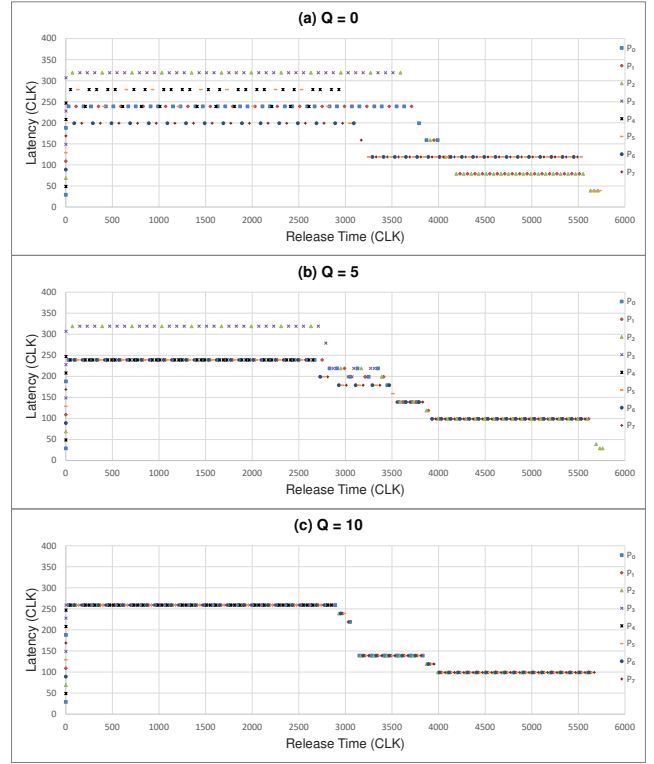 (a) Q = 0
400
350
300
250
200
150
100
50
0
Latency (CLK)
0 500 1000 1500 2000 2500 3000 3500 4000 4500 5000 5500 6000
Release Time (CLK)
P₀
P₁
P₂
P₃
P₄
P₅
P₆
P₇
(b) Q = 5
400
350
300
250
200
150
100
50
0
Latency (CLK)
0 500 1000 1500 2000 2500 3000 3500 4000 4500 5000 5500 6000
Release Time (CLK)
P₀
P₁
P₂
P₃
P₄
P₅
P₆
P₇
(c) Q = 10
400
350
300
250
200
150
100
50
0
Latency (CLK)
0 500 1000 1500 2000 2500 3000 3500 4000 4500 5000 5500 6000
Release Time (CLK)
P₀
P₁
P₂
P₃
P₄
P₅
P₆
P₇